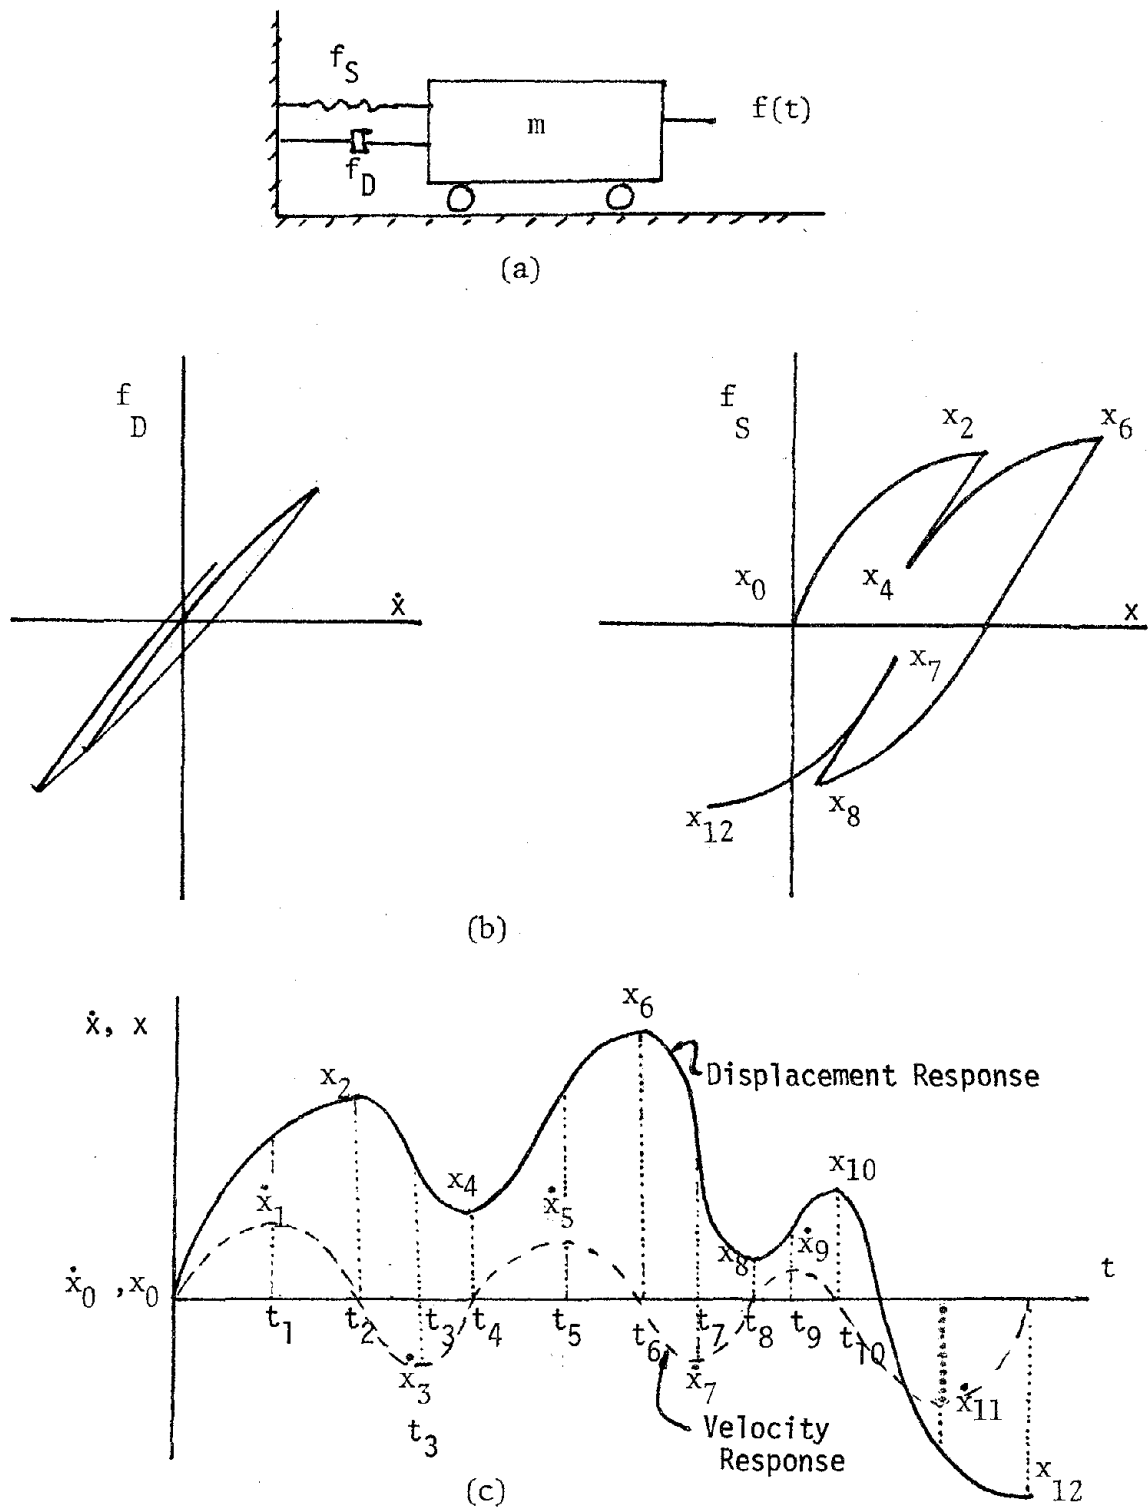 f_S
m
f(t)
f_D
(a)
f_D
ẋ
f_S
x_2
x_6
x_0
x_4
x
x_7
x_12
x_8
(b)
ẋ, x
x_6
Displacement Response
x_2
x_4
x_10
ẋ_1
ẋ_5
x_8
ẋ_9
t
ẋ_0 ,x_0
t_1
t_2
t_3
t_4
t_5
t_6
t_7
t_8
t_9
t_10
ẋ_3
ẋ_7
ẋ_11
t_3
Velocity
Response
x_12
(c)